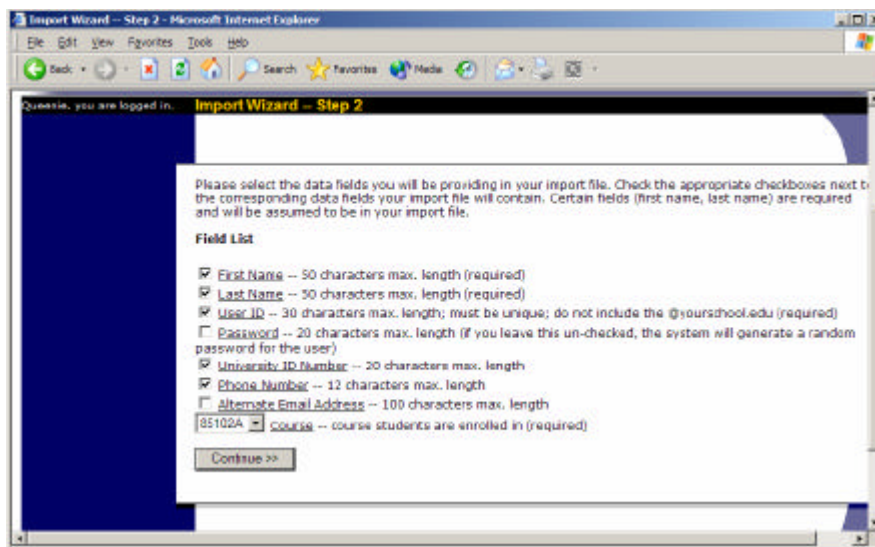 Import Wizard -- Step 2 - Microsoft Internet Explorer
File Edit View Favorites Tools Help
Back Search Favorites Media
Queenie, you are logged in. Import Wizard -- Step 2
Please select the data fields you will be providing in your import file. Check the appropriate checkboxes next to
the corresponding data fields your import file will contain. Certain fields (first name, last name) are required
and will be assumed to be in your import file.
Field List
First Name -- 50 characters max. length (required)
Last Name -- 50 characters max. length (required)
User ID -- 30 characters max. length; must be unique; do not include the @yourschool.edu (required)
Password -- 20 characters max. length (if you leave this un-checked, the system will generate a random
password for the user)
University ID Number -- 20 characters max. length
Phone Number -- 12 characters max. length
Alternate Email Address -- 100 characters max. length
85102A Course -- course students are enrolled in (required)
Continue >>